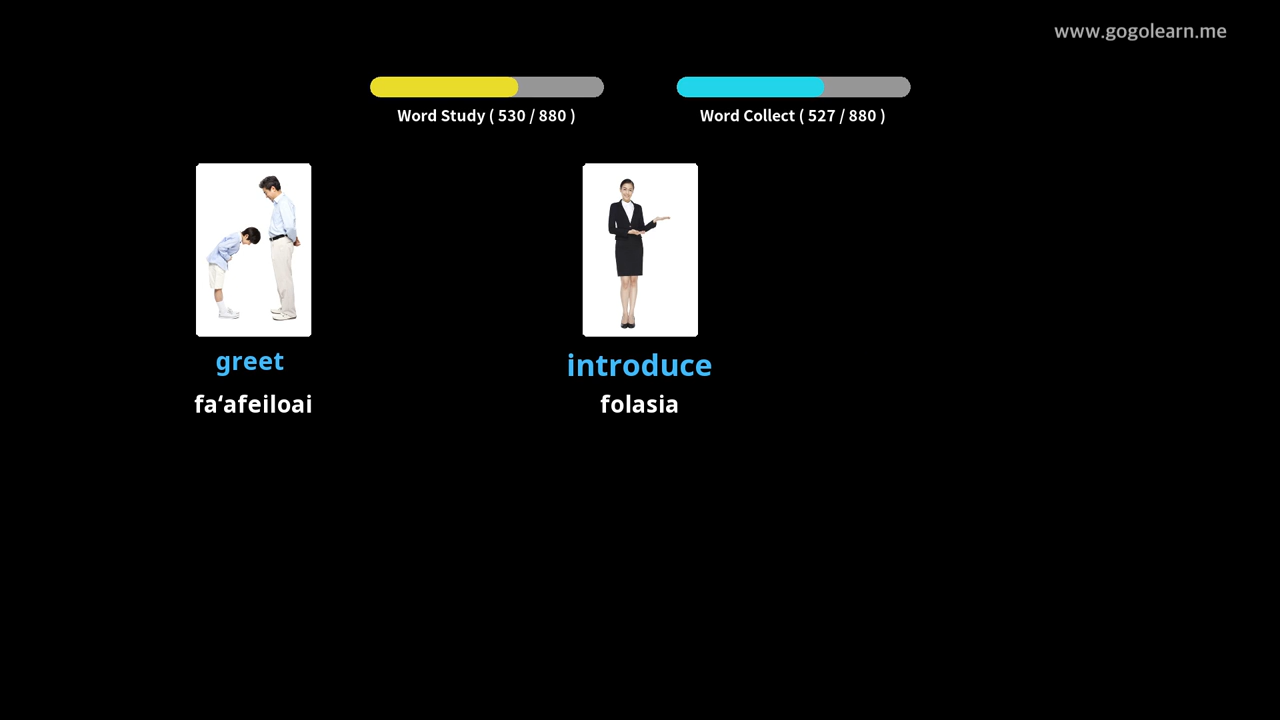 www.gogolearn.me
Word Study ( 530 / 880 )
Word Collect ( 527 / 880 )
greet
introduce
fa‘afeiloai
folasia